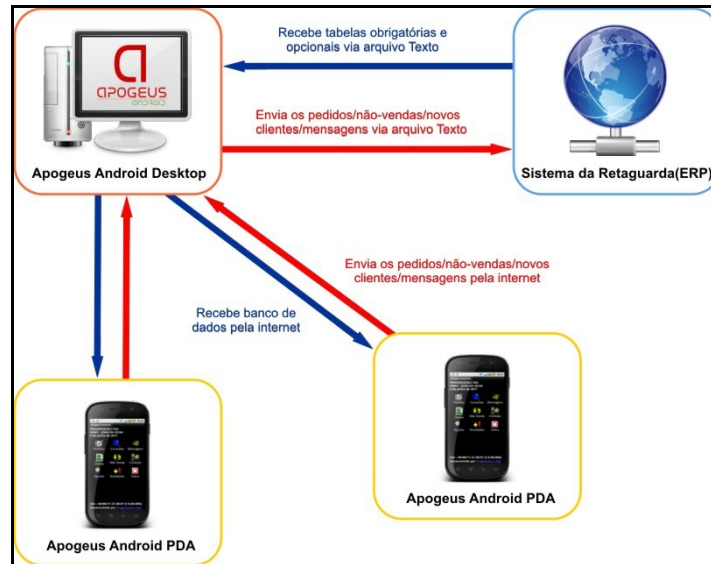 Recebe tabelas obrigatórias e
opcionais via arquivo Texto
APOGEUS
ANDROID
Envia os pedidos/não-vendas/novos
clientes/mensagens via arquivo Texto
Apogeus Android Desktop
Sistema da Retaguarda(ERP)
Envia os pedidos/não-vendas/novos
clientes/mensagens pela internet
Recebe banco de
dados pela internet
Apogeus Android PDA
Apogeus Android PDA